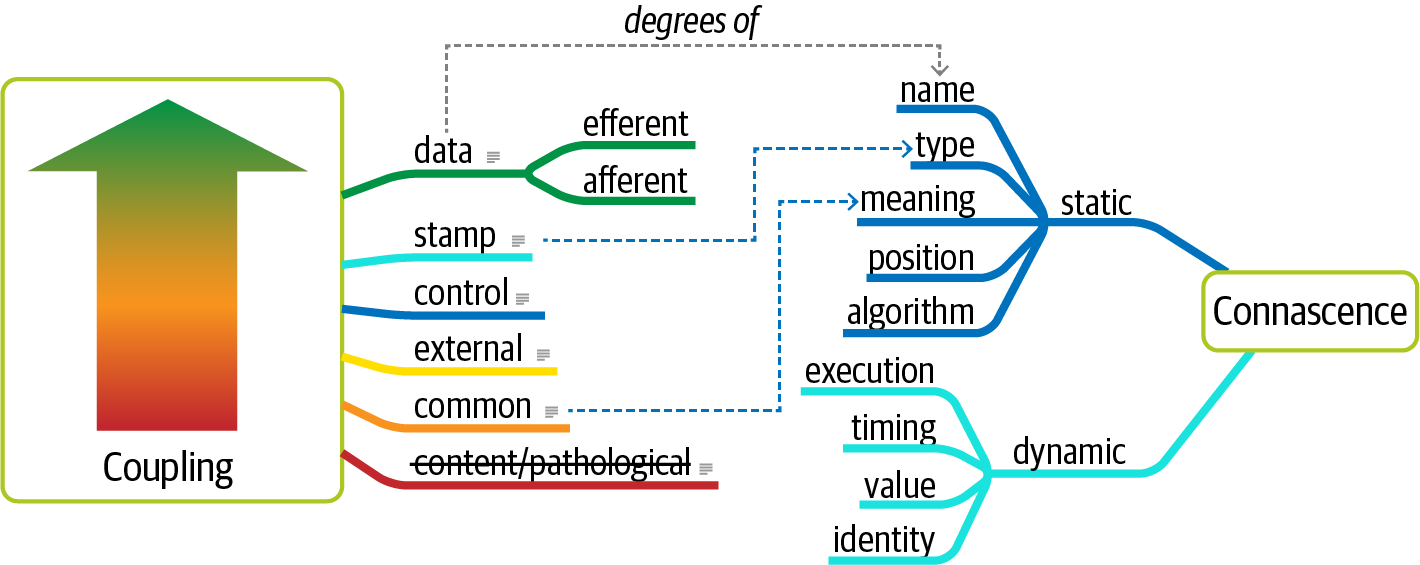 degrees of
Coupling
data
efferent
afferent
stamp
control
external
common
content/pathological
name
type
meaning
position
algorithm
static
execution
timing
value
identity
dynamic
Connascence